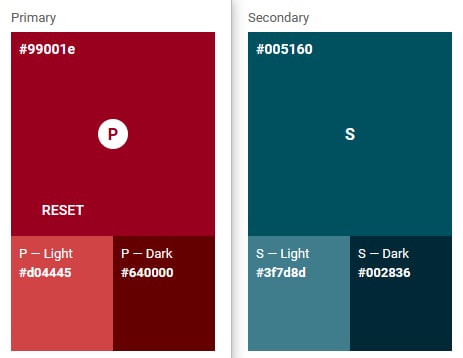 Primary
#99001e
P
RESET
P — Light
#d04445
P — Dark
#640000
Secondary
#005160
S
S — Light
#3f7d8d
S — Dark
#002836